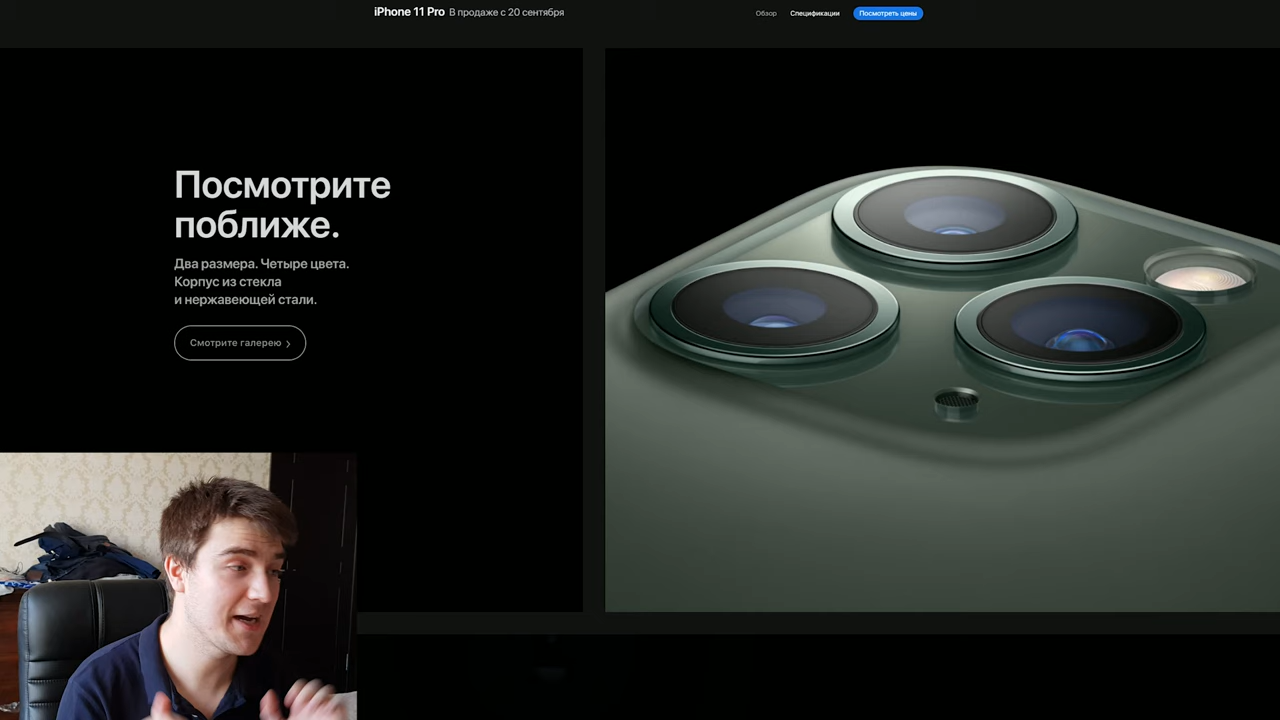 iPhone 11 Pro В продаже с 20 сентября
Обзор Спецификации Посмотреть цены
Посмотрите
поближе.
Два размера. Четыре цвета.
Корпус из стекла
и нержавеющей стали.
Смотрите галерею